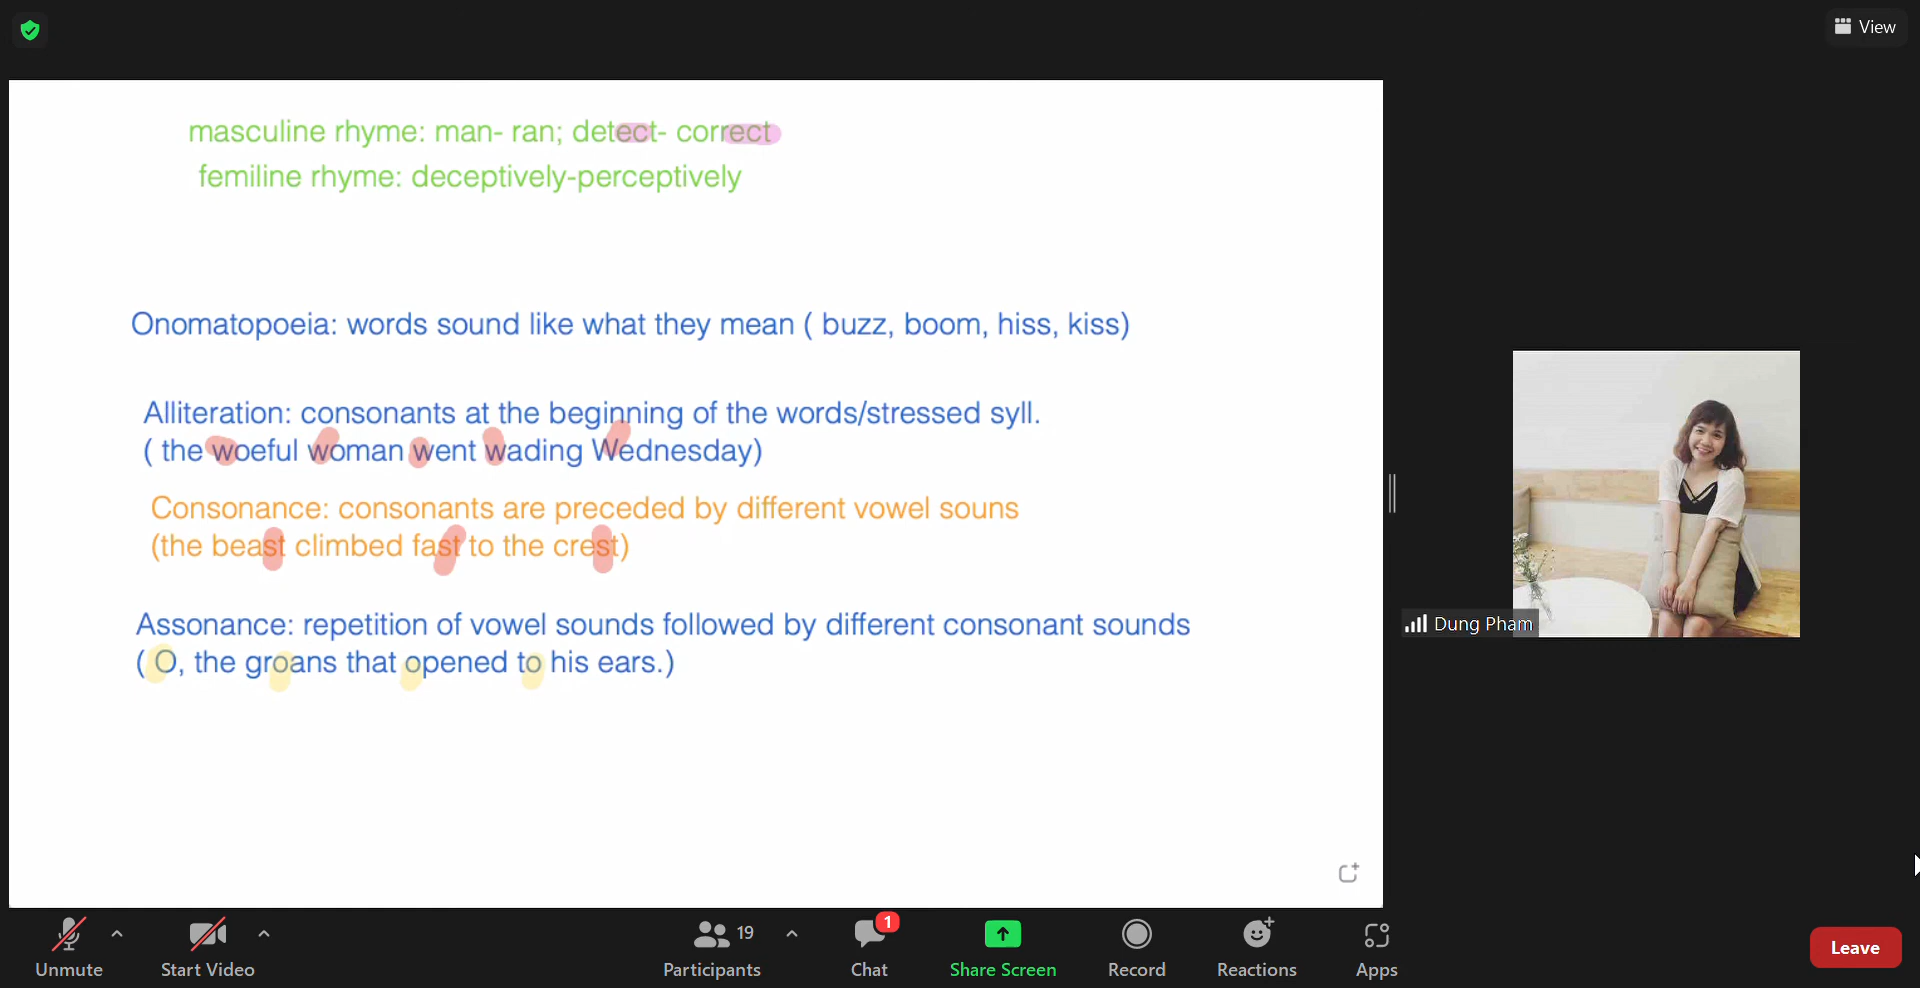 View
masculine rhyme: man- ran; detect- correct
femiline rhyme: deceptively-perceptively
Onomatopoeia: words sound like what they mean ( buzz, boom, hiss, kiss)
Alliteration: consonants at the beginning of the words/stressed syll.
( the woeful woman went wading Wednesday)
Consonance: consonants are preceded by different vowel souns
(the beast climbed fast to the crest)
Assonance: repetition of vowel sounds followed by different consonant sounds
( O, the groans that opened to his ears.)
Dung Pham
19
1
Unmute
Start Video
Participants
Chat
Share Screen
Record
Reactions
Apps
Leave